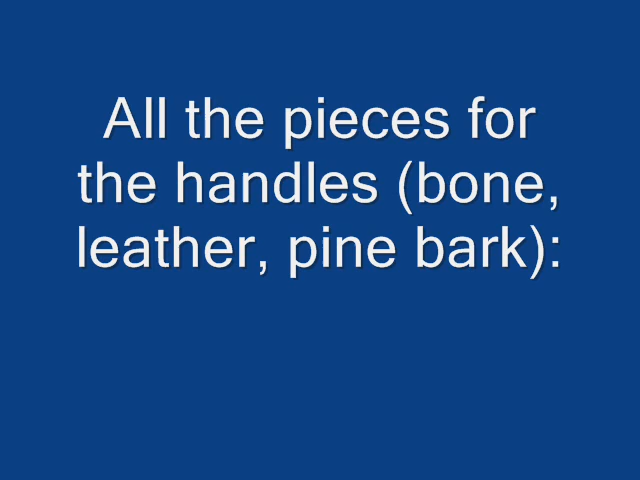 All the pieces for
the handles (bone,
leather, pine bark):